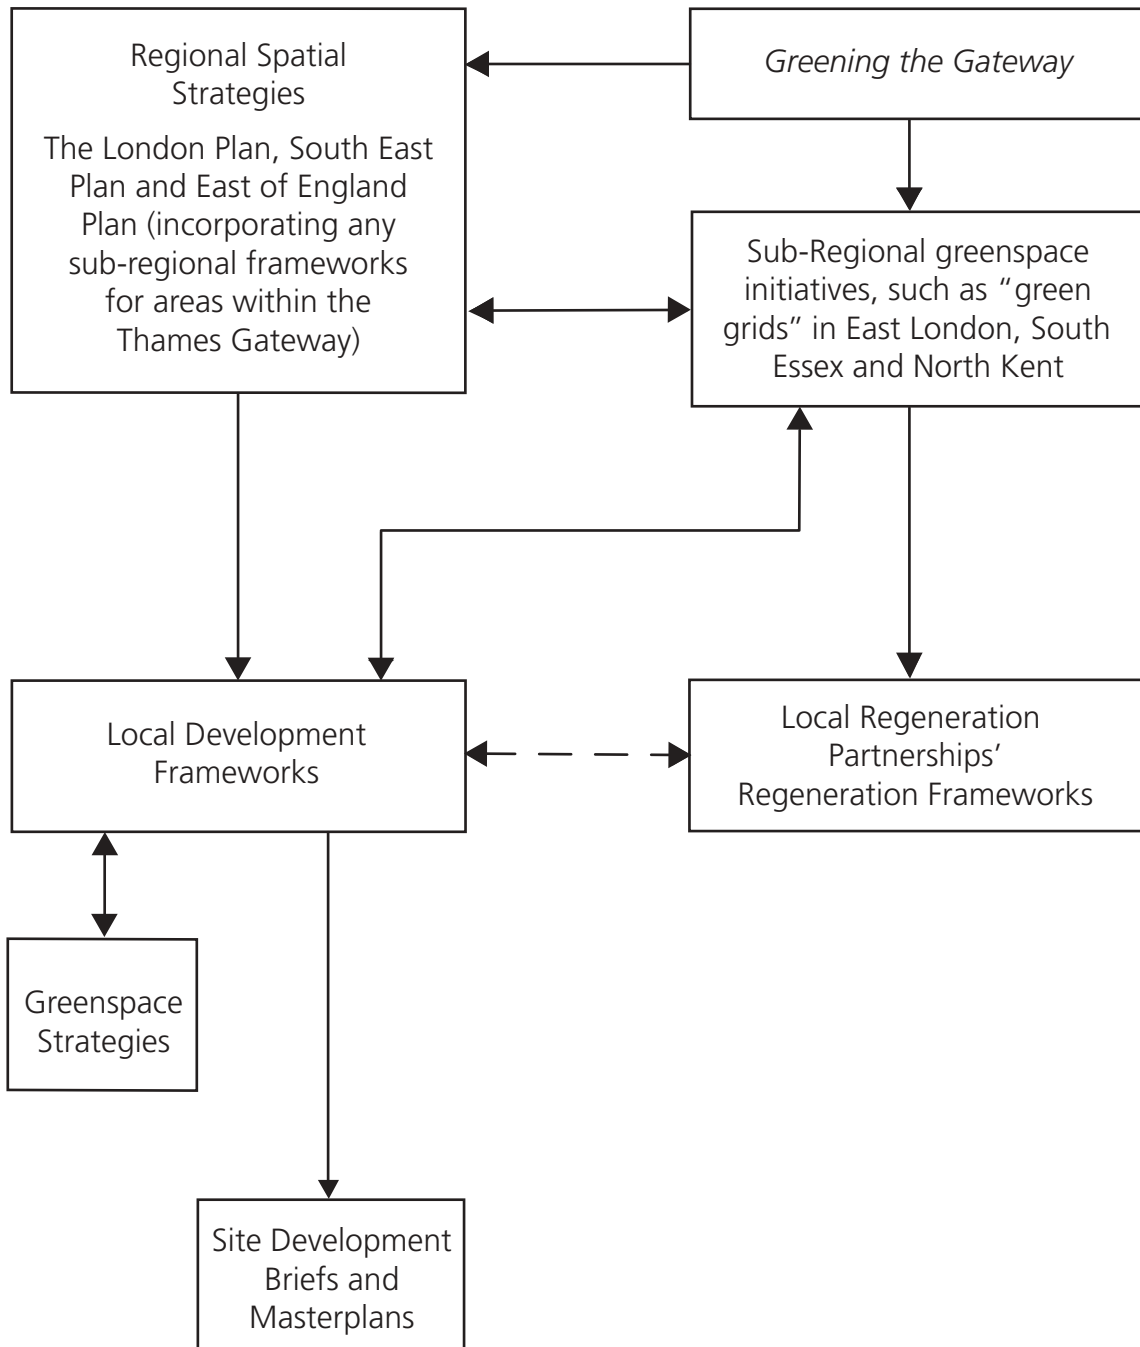 Regional Spatial
Strategies
The London Plan, South East
Plan and East of England
Plan (incorporating any
sub-regional frameworks
for areas within the
Thames Gateway)
Greening the Gateway
Sub-Regional greenspace
initiatives, such as “green
grids” in East London, South
Essex and North Kent
Local Development
Frameworks
Local Regeneration
Partnerships’
Regeneration Frameworks
Greenspace
Strategies
Site Development
Briefs and
Masterplans